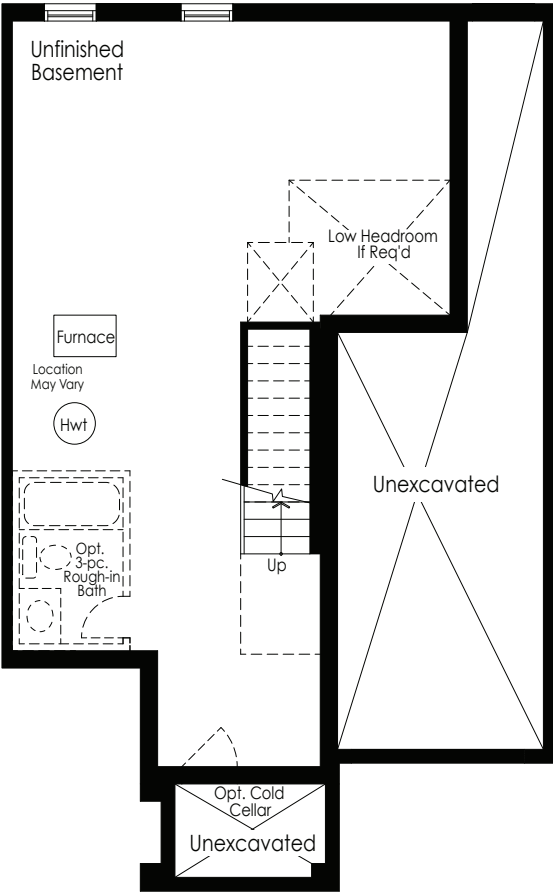 Unfinished
Basement
Low Headroom
If Req'd
Furnace
Location
May Vary
Hwt
Unexcavated
Opt.
3-pc.
Rough-in
Bath
Up
Opt. Cold
Cellar
Unexcavated